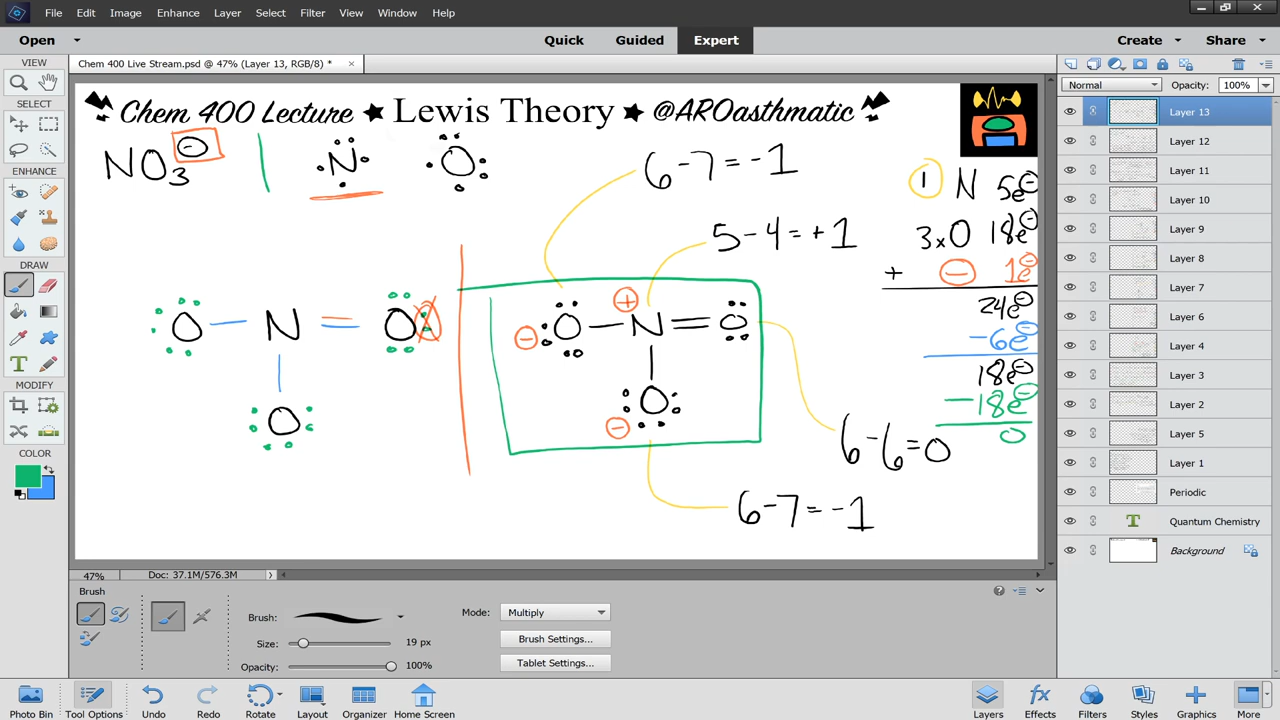 File Edit Image Enhance Layer Select Filter View Window Help
Open Quick Guided Expert Create Share
Chem 400 Live Stream.psd @ 47% (Layer 13, RGB/8) * ×
VIEW
SELECT
ENHANCE
DRAW
MODIFY
COLOR
Chem 400 Lecture ★ Lewis Theory ★ @AROasthmatic
NO₃⊖
N O
6-7=-1
5-4=+1
O — N = O
O
⊖ O — N = O ⊕
⊖ O
6-6=0
6-7=-1
① N 5e⊖
3xO 18e⊖
+ ⊖ 1e⊖
24e⊖
-6e⊖
18e⊖
-18e⊖
0
47% Doc: 37.1M/576.3M
Brush
Brush:
Size: 19 px
Opacity: 100%
Mode: Multiply
Brush Settings...
Tablet Settings...
Normal Opacity: 100%
Layer 13
Layer 12
Layer 11
Layer 10
Layer 9
Layer 8
Layer 7
Layer 6
Layer 4
Layer 3
Layer 2
Layer 5
Layer 1
Periodic
T Quantum Chemistry
Background
Photo Bin Tool Options Undo Redo Rotate Layout Organizer Home Screen Layers Effects Filters Styles Graphics More